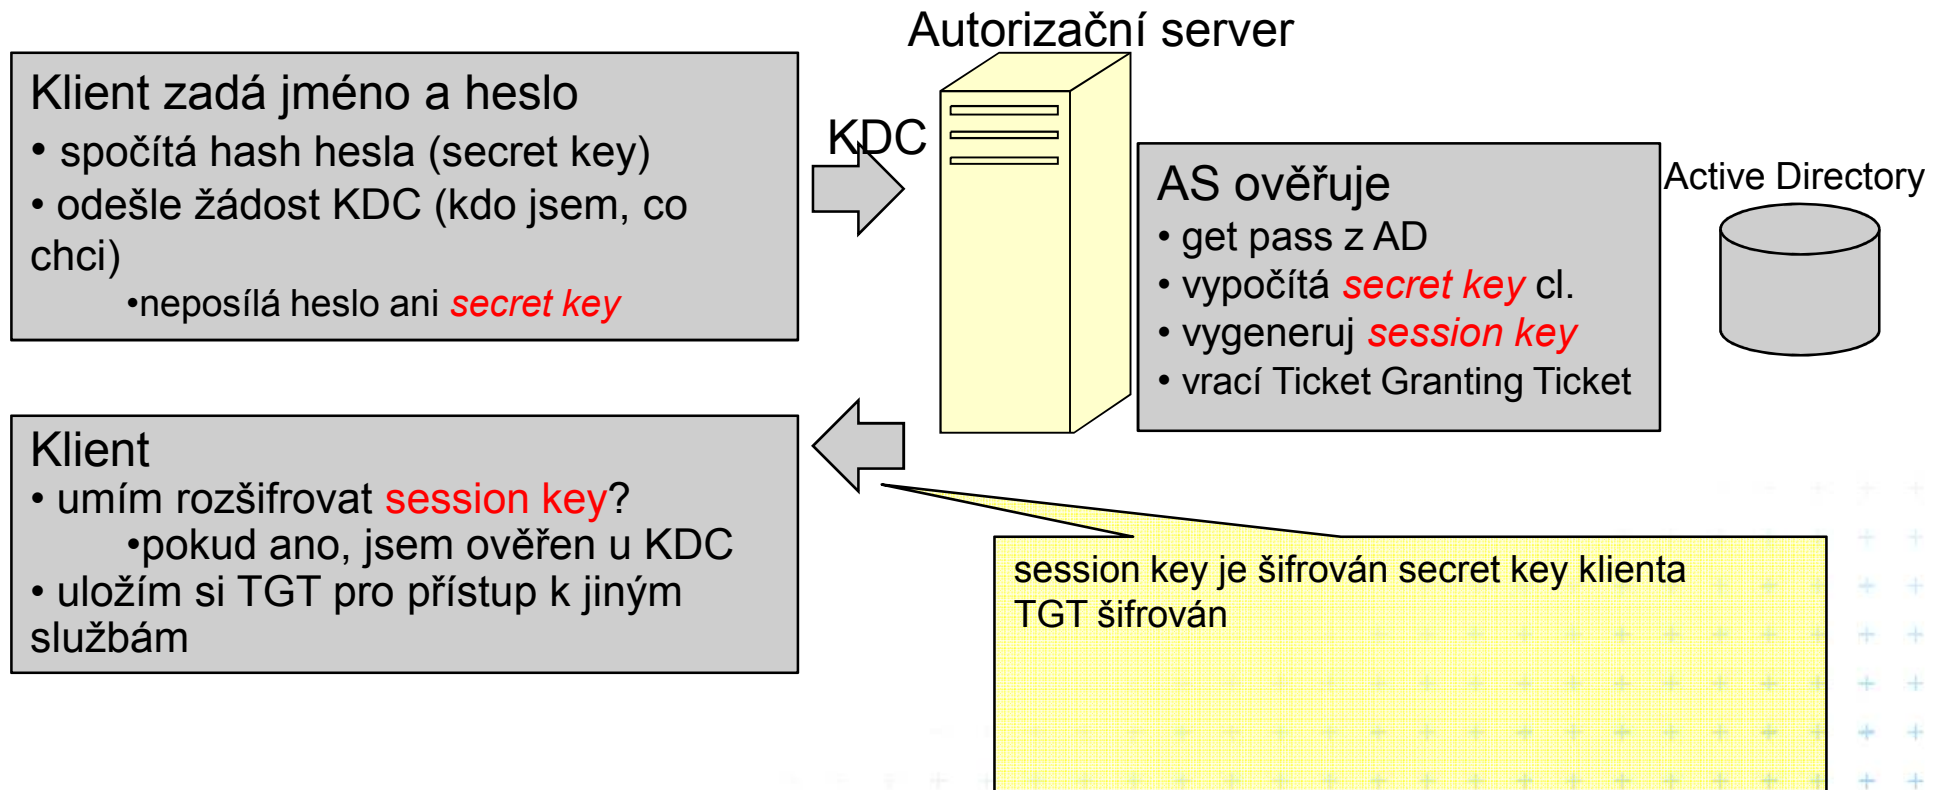 Autorizační server
Klient zadá jméno a heslo
• spočítá hash hesla (secret key)
• odešle žádost KDC (kdo jsem, co
chci)
•neposílá heslo ani secret key
KDC
AS ověřuje
• get pass z AD
• vypočítá secret key cl.
• vygeneruj session key
• vrací Ticket Granting Ticket
Active Directory
Klient
• umím rozšifrovat session key?
•pokud ano, jsem ověřen u KDC
• uložím si TGT pro přístup k jiným
službám
session key je šifrován secret key klienta
TGT šifrován